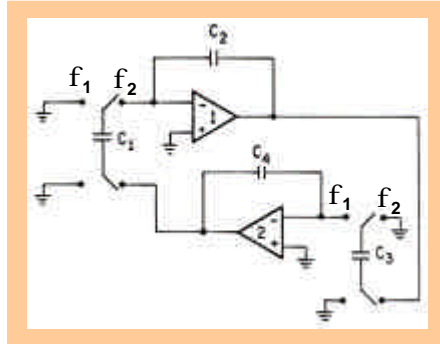 C₂
f₁ f₂
- 1 +
C₁
C₄
f₁ f₂
- 2 +
C₃